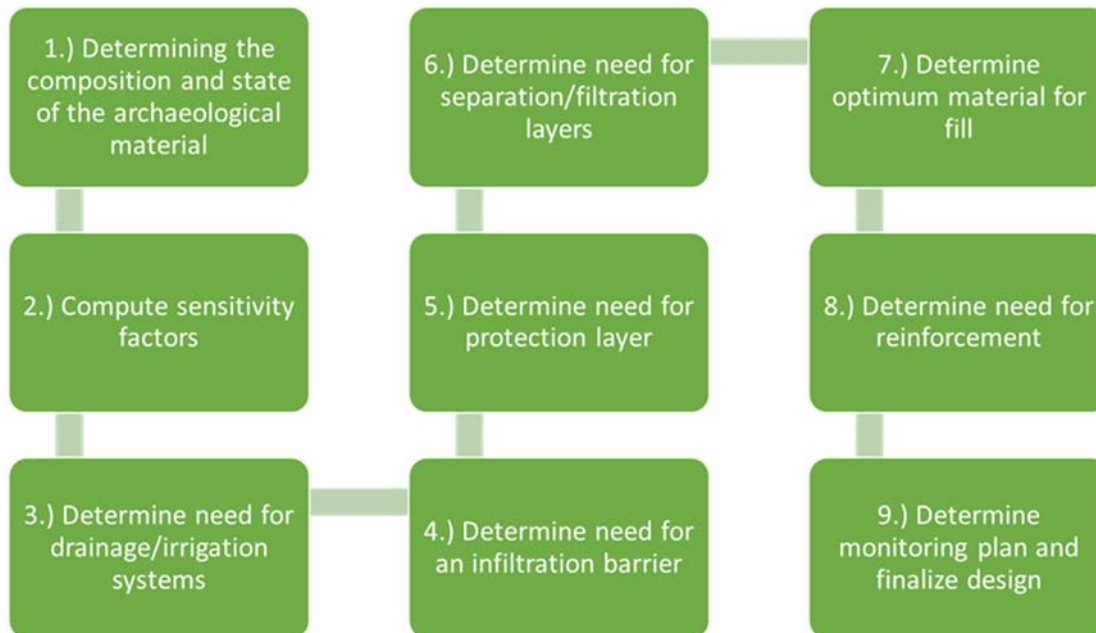 1.) Determining the
composition and state
of the archaeological
material
2.) Compute sensitivity
factors
3.) Determine need for
drainage/irrigation
systems
4.) Determine need for
an infiltration barrier
5.) Determine need for
protection layer
6.) Determine need for
separation/filtration
layers
7.) Determine
optimum material for
fill
8.) Determine need for
reinforcement
9.) Determine
monitoring plan and
finalize design